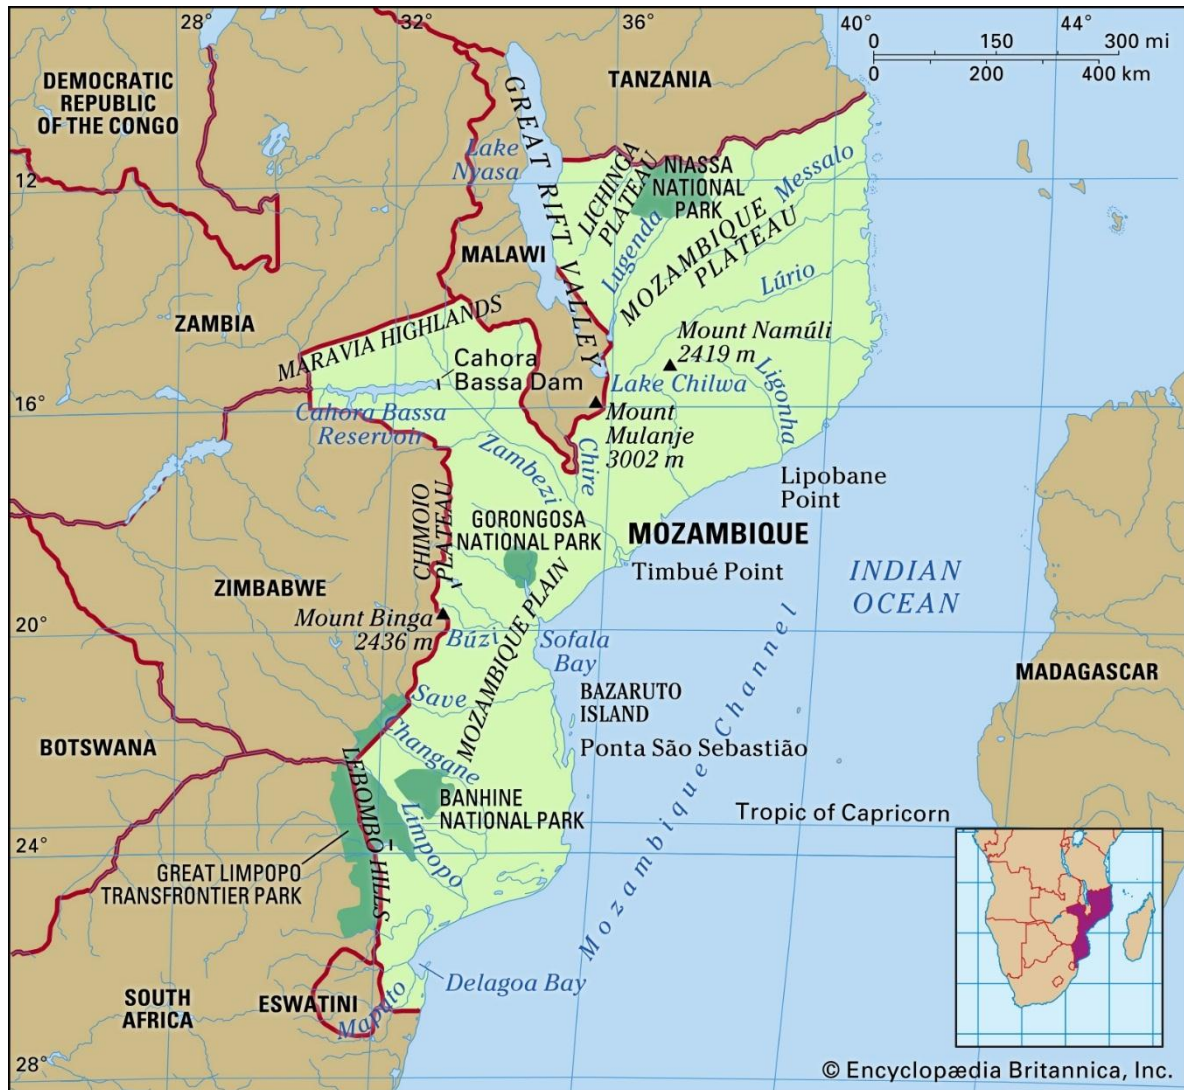 28°
32°
36°
40°
44°
0 150 300 mi
0 200 400 km
DEMOCRATIC
REPUBLIC
OF THE CONGO
TANZANIA
GREAT RIFT VALLEY
Lake
Nyasa
LICHINGA
PLATEAU
NIASSA
NATIONAL
PARK
Messalo
12°
Lugenda
MOZAMBIQUE
PLATEAU
MALAWI
Lúrio
ZAMBIA
MARAVIA HIGHLANDS
Mount Namúli
2419 m
Cahora
Bassa Dam
Lake Chilwa
Ligonha
16°
Cahora Bassa
Reservoir
Mount
Mulanje
3002 m
Zambezi
Chire
Lipobane
Point
CHIMOIO
PLATEAU
GORONGOSA
NATIONAL PARK
MOZAMBIQUE
Timbué Point
INDIAN
OCEAN
ZIMBABWE
Mount Binga
2436 m
MOZAMBIQUE PLAIN
20°
Búzi
Sofala
Bay
Mozambique Channel
MADAGASCAR
Save
BAZARUTO
ISLAND
BOTSWANA
Changane
Ponta São Sebastião
LEBOMBO HILLS
BANHINE
NATIONAL PARK
Limpopo
Tropic of Capricorn
24°
GREAT LIMPOPO
TRANSFRONTIER PARK
Delagoa Bay
SOUTH
AFRICA
ESWATINI
Maputo
28°
© Encyclopædia Britannica, Inc.